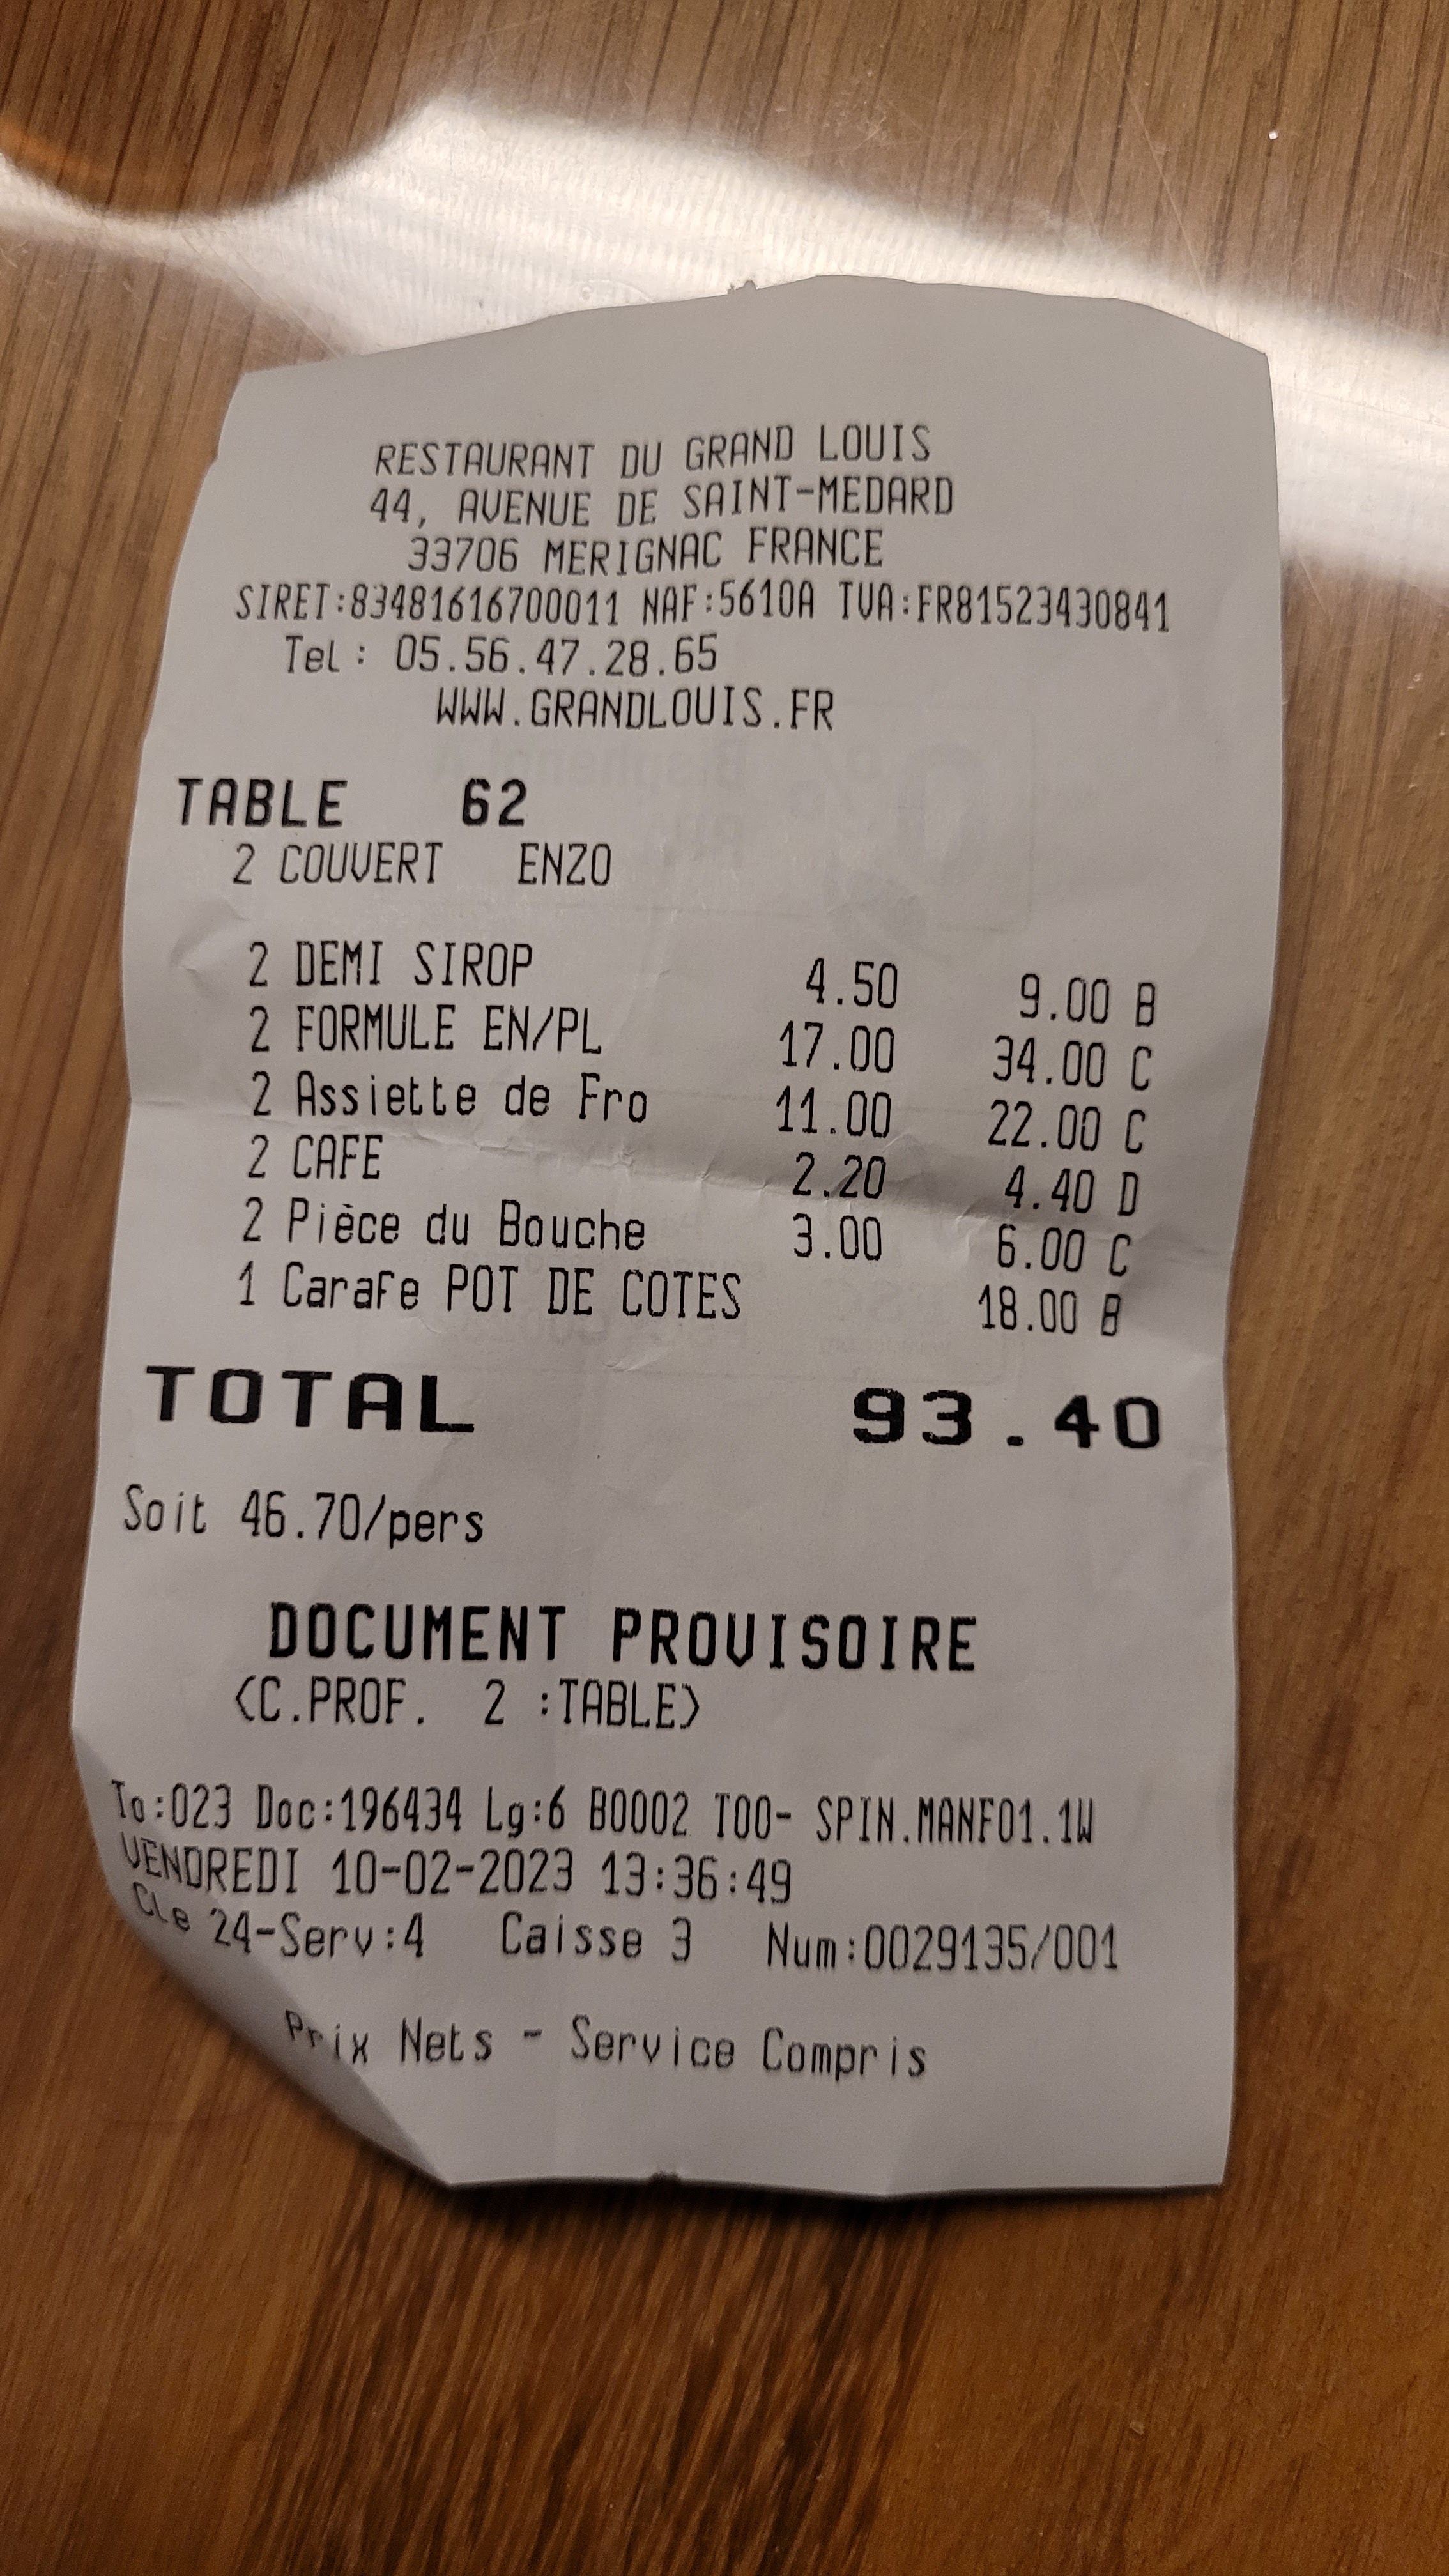 RESTAURANT DU GRAND LOUIS
44, AVENUE DE SAINT-MEDARD
33706 MERIGNAC FRANCE
SIRET:83481616700011 NAF:5610A TVA:FR81523430841
Tel: 05.56.47.28.65
WWW.GRANDLOUIS.FR
TABLE 62
2 COUVERT ENZO
2 DEMI SIROP 4.50 9.00 B
2 FORMULE EN/PL 17.00 34.00 C
2 Assiette de Fro 11.00 22.00 C
2 CAFE 2.20 4.40 D
2 Pièce du Bouche 3.00 6.00 C
1 Carafe POT DE COTES 18.00 B
TOTAL 93.40
Soit 46.70/pers
DOCUMENT PROVISOIRE
<C.PROF. 2 :TABLE>
To:023 Doc:196434 Lg:6 B0002 T00- SPIN.MANF01.1W
VENDREDI 10-02-2023 13:36:49
Cle 24-Serv:4 Caisse 3 Num:0029135/001
Prix Nets - Service Compris